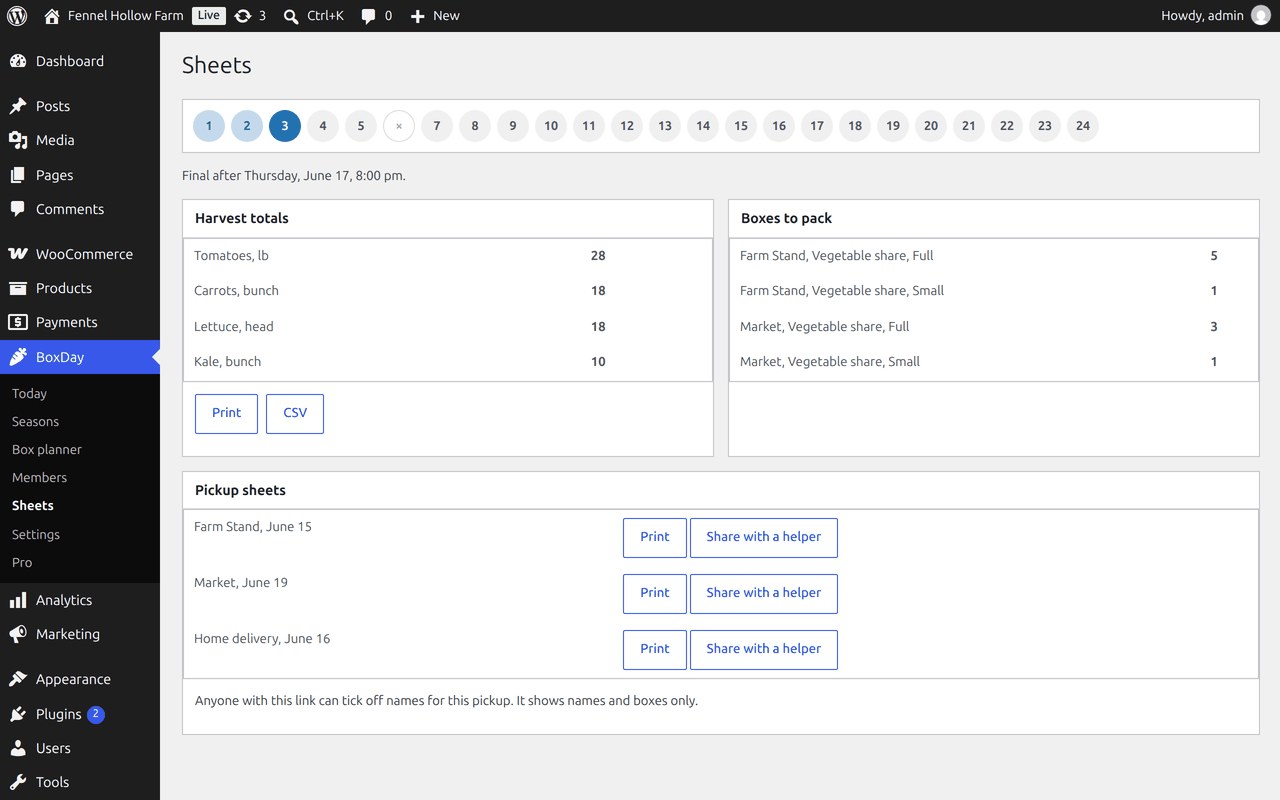 Fennel Hollow Farm Live 3 Ctrl+K 0 New Howdy, admin
Dashboard
Posts
Media
Pages
Comments
WooCommerce
Products
Payments
BoxDay
Today
Seasons
Box planner
Members
Sheets
Settings
Pro
Analytics
Marketing
Appearance
Plugins 2
Users
Tools
Sheets
1 2 3 4 5 × 7 8 9 10 11 12 13 14 15 16 17 18 19 20 21 22 23 24
Final after Thursday, June 17, 8:00 pm.
Harvest totals
Tomatoes, lb 28
Carrots, bunch 18
Lettuce, head 18
Kale, bunch 10
Print CSV
Boxes to pack
Farm Stand, Vegetable share, Full 5
Farm Stand, Vegetable share, Small 1
Market, Vegetable share, Full 3
Market, Vegetable share, Small 1
Pickup sheets
Farm Stand, June 15 Print Share with a helper
Market, June 19 Print Share with a helper
Home delivery, June 16 Print Share with a helper
Anyone with this link can tick off names for this pickup. It shows names and boxes only.